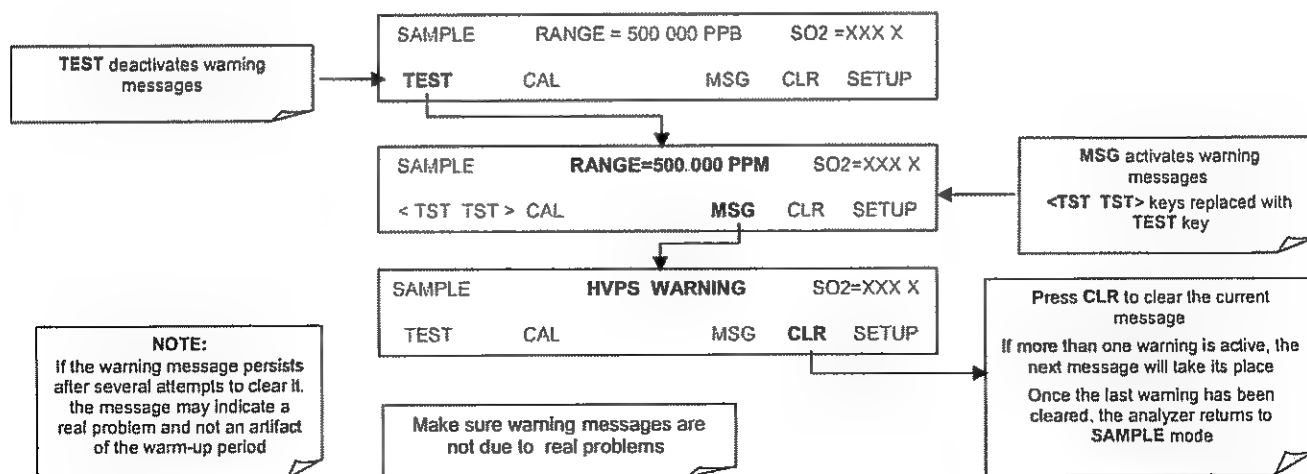 SAMPLE RANGE = 500 000 PPB SO2 =XXX X
TEST CAL MSG CLR SETUP
TEST deactivates warning
messages
SAMPLE RANGE=500.000 PPM SO2=XXX X
< TST TST > CAL MSG CLR SETUP
MSG activates warning
messages
<TST TST> keys replaced with
TEST key
SAMPLE HVPS WARNING SO2=XXX X
TEST CAL MSG CLR SETUP
Press CLR to clear the current
message
If more than one warning is active, the
next message will take its place
Once the last warning has been
cleared, the analyzer returns to
SAMPLE mode
NOTE:
If the warning message persists
after several attempts to clear it.
the message may indicate a
real problem and not an artifact
of the warm-up period
Make sure warning messages are
not due to real problems